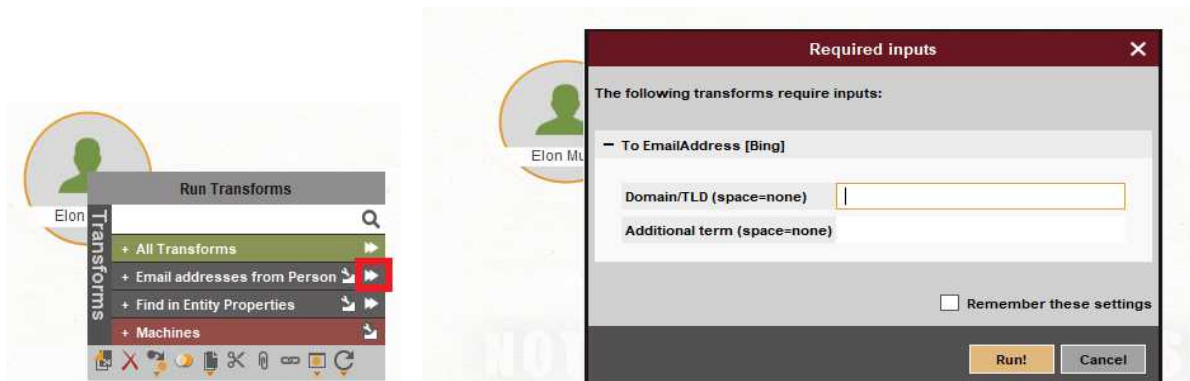 Elon
Run Transforms
Transforms
+ All Transforms
+ Email addresses from Person
+ Find in Entity Properties
+ Machines
Elon Mu
Required inputs
The following transforms require inputs:
− To EmailAddress [Bing]
Domain/TLD (space=none)
Additional term (space=none)
Remember these settings
Run!
Cancel
NOT